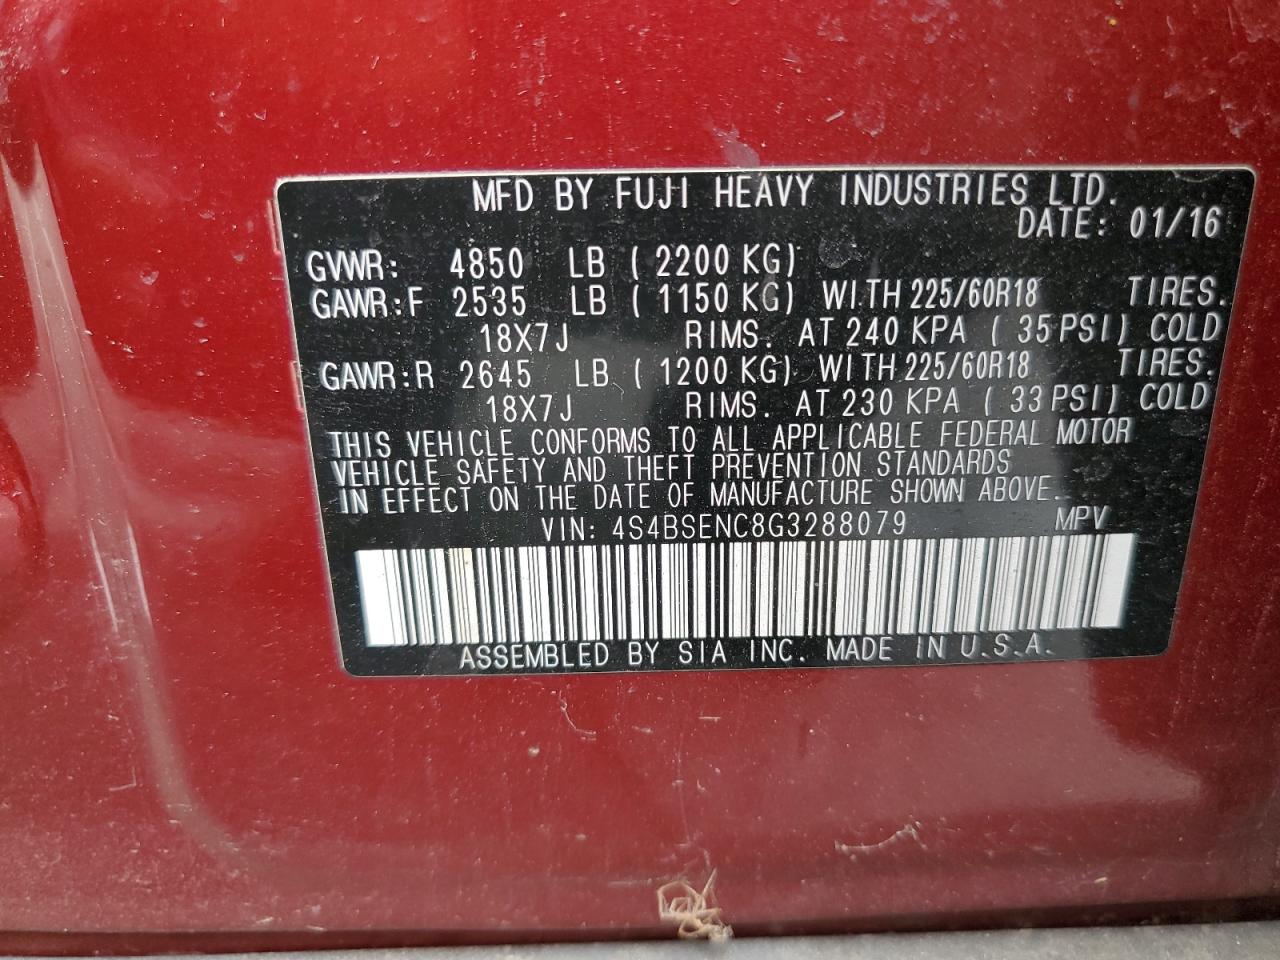 MFD BY FUJI HEAVY INDUSTRIES LTD.
DATE: 01/16
GVWR: 4850 LB ( 2200 KG)
GAWR:F 2535 LB ( 1150 KG) WITH 225/60R18 TIRES.
18X7J RIMS. AT 240 KPA ( 35 PSI) COLD
GAWR:R 2645 LB ( 1200 KG) WITH 225/60R18 TIRES.
18X7J RIMS. AT 230 KPA ( 33 PSI) COLD
THIS VEHICLE CONFORMS TO ALL APPLICABLE FEDERAL MOTOR
VEHICLE SAFETY AND THEFT PREVENTION STANDARDS
IN EFFECT ON THE DATE OF MANUFACTURE SHOWN ABOVE.
VIN: 4S4BSENC8G3288079 MPV
ASSEMBLED BY SIA INC. MADE IN U.S.A.